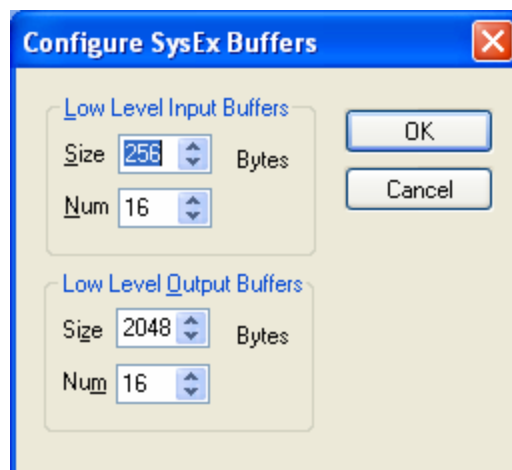 Configure SysEx Buffers
Low Level Input Buffers
Size 256 Bytes
Num 16
OK
Cancel
Low Level Output Buffers
Size 2048 Bytes
Num 16